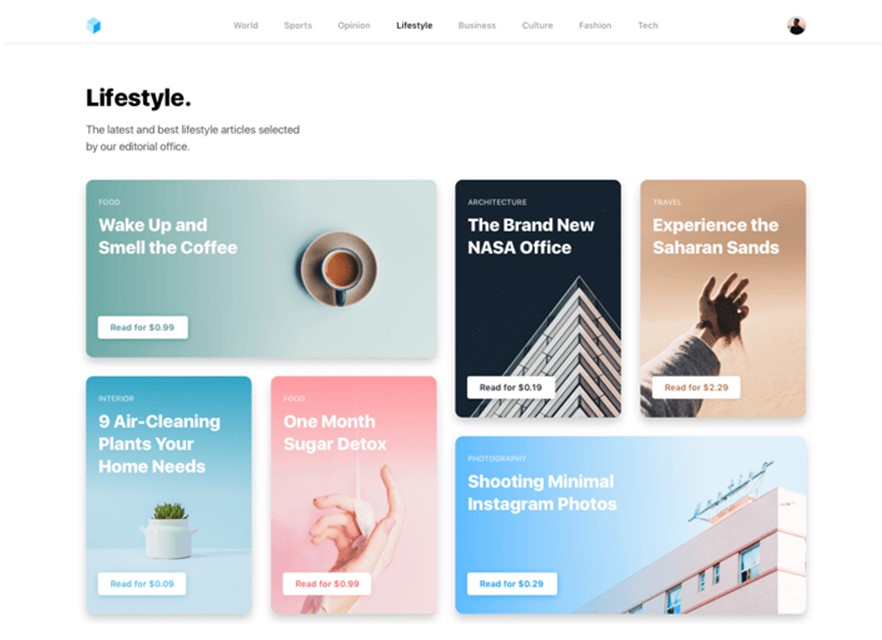 World Sports Opinion Lifestyle Business Culture Fashion Tech
Lifestyle.
The latest and best lifestyle articles selected
by our editorial office.
FOOD
Wake Up and
Smell the Coffee
Read for $0.99
ARCHITECTURE
The Brand New
NASA Office
Read for $0.19
TRAVEL
Experience the
Saharan Sands
Read for $2.29
INTERIOR
9 Air-Cleaning
Plants Your
Home Needs
Read for $0.09
FOOD
One Month
Sugar Detox
Read for $0.99
PHOTOGRAPHY
Shooting Minimal
Instagram Photos
Read for $0.29